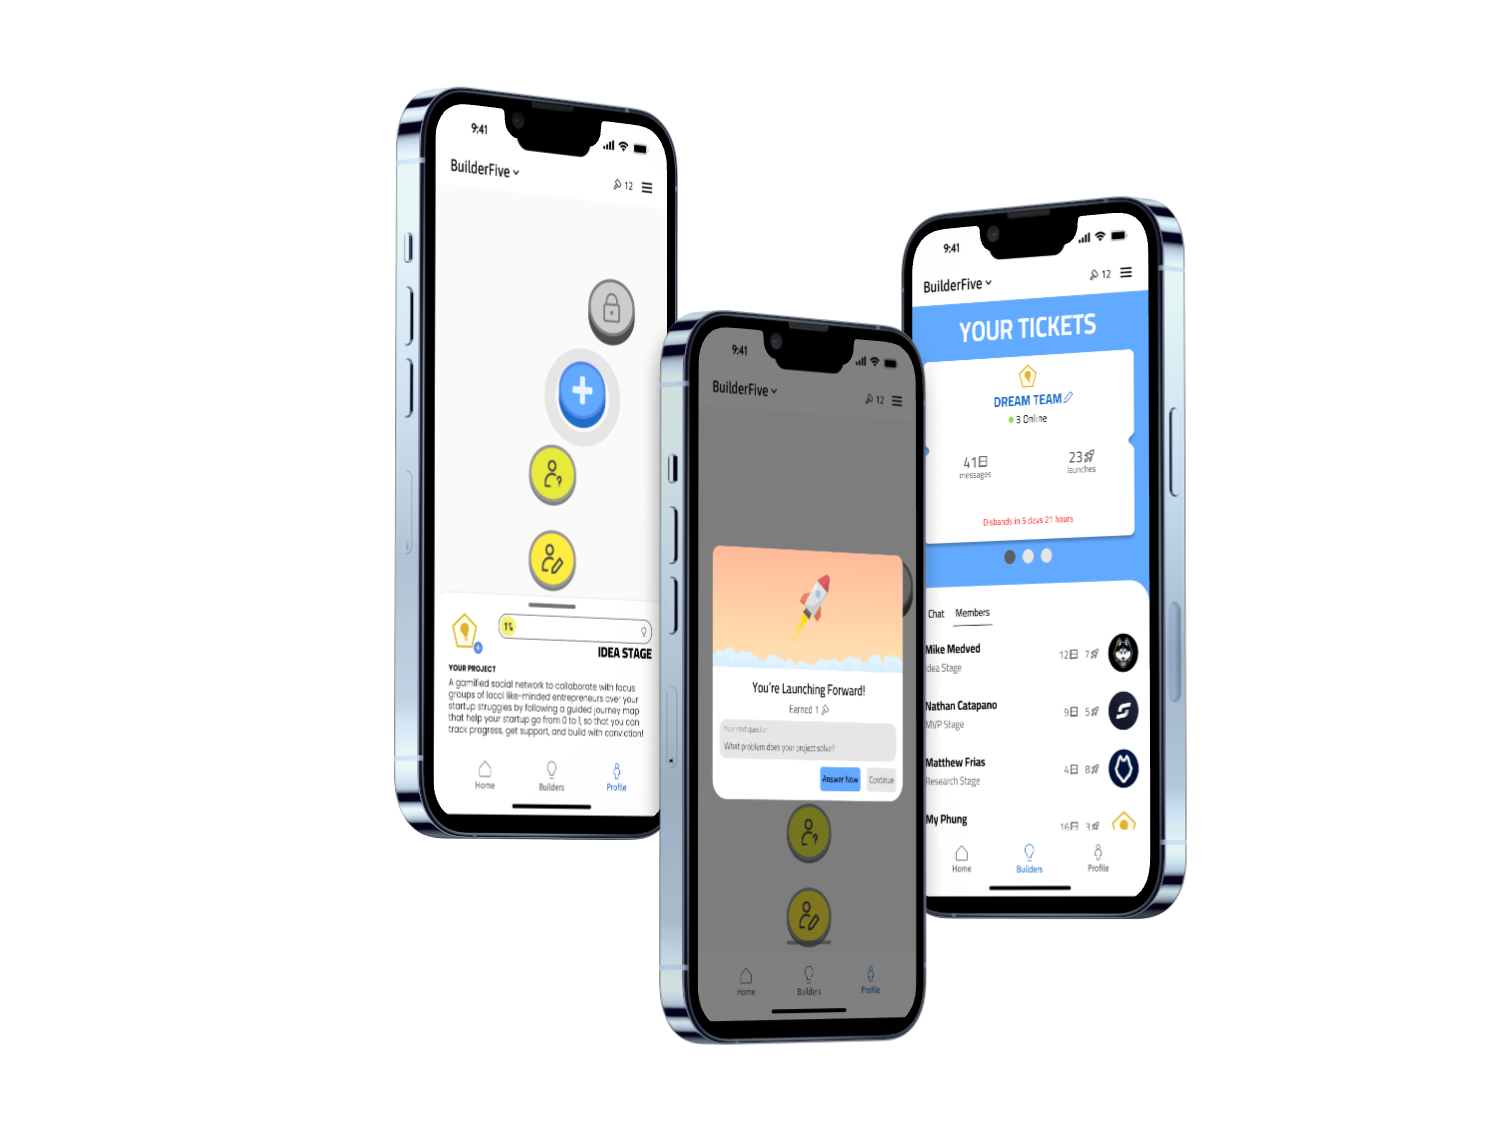 9:41
BuilderFive
12
1%
IDEA STAGE
YOUR PROJECT
A gamified social network to collaborate with focus
groups of laccl like-minded entrepreneurs over your
startup struggles by following a guided journey map
that help your startup go from 0 to 1, so that you can
track progress, get support, and build with conviction!
Home
Builders
Profile
9:41
BuilderFive
12
You're Launching Forward!
Earned 1
Your next question
What problem does your project solve?
Answer Now
Continue
Home
Builders
Profile
9:41
BuilderFive
12
YOUR TICKETS
DREAM TEAM
3 Online
41
messages
23
launches
Disbands in 5 days 21 hours
Chat
Members
Mike Medved
12 7
Idea Stage
Nathan Catapano
9 5
MVP Stage
Matthew Frias
4 8
Research Stage
My Phung
16 3
Home
Builders
Profile